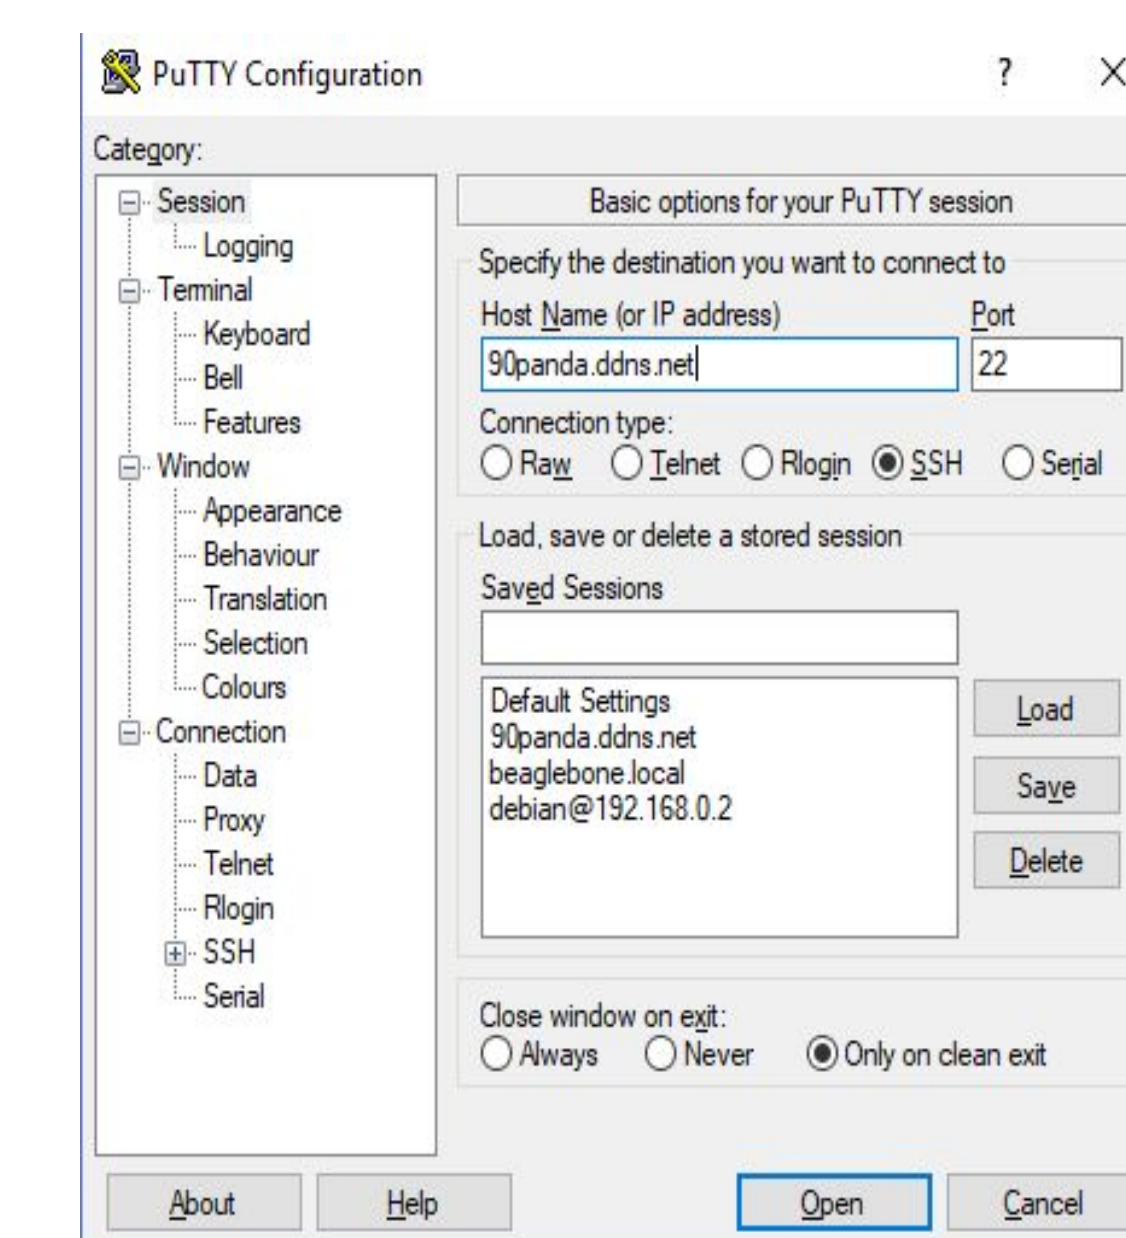 PuTTY Configuration
?
Category:
Session
Logging
Terminal
Keyboard
Bell
Features
Window
Appearance
Behaviour
Translation
Selection
Colours
Connection
Data
Proxy
Telnet
Rlogin
SSH
Serial
Basic options for your PuTTY session
Specify the destination you want to connect to
Host Name (or IP address) Port
90panda.ddns.net 22
Connection type:
Raw Telnet Rlogin SSH Serial
Load, save or delete a stored session
Saved Sessions
Default Settings
90panda.ddns.net
beaglebone.local
debian@192.168.0.2
Load
Save
Delete
Close window on exit:
Always Never Only on clean exit
About Help Open Cancel